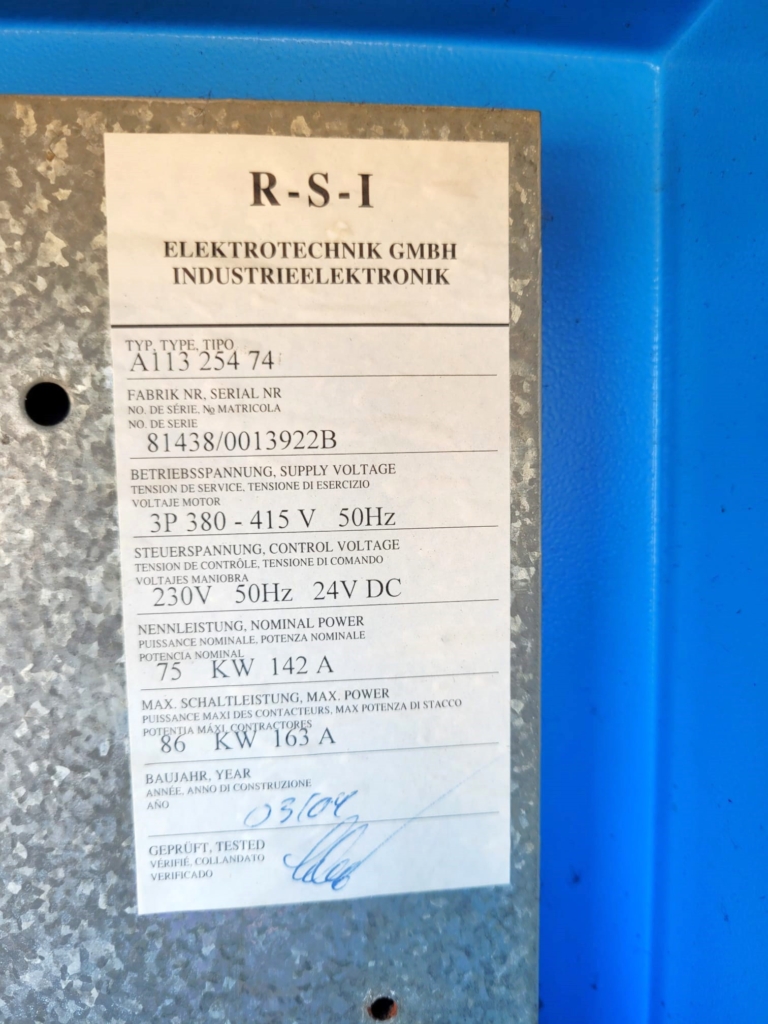 R-S-I
ELEKTROTECHNIK GMBH
INDUSTRIEELEKTRONIK
TYP, TYPE, TIPO
A113 254 74
FABRIK NR, SERIAL NR
NO. DE SÉRIE, No MATRICOLA
NO. DE SERIE
81438/0013922B
BETRIEBSSPANNUNG, SUPPLY VOLTAGE
TENSION DE SERVICE, TENSIONE DI ESERCIZIO
VOLTAJE MOTOR
3P 380 - 415 V 50Hz
STEUERSPANNUNG, CONTROL VOLTAGE
TENSION DE CONTRÔLE, TENSIONE DI COMANDO
VOLTAJES MANIOBRA
230V 50Hz 24V DC
NENNLEISTUNG, NOMINAL POWER
PUISSANCE NOMINALE, POTENZA NOMINALE
POTENCIA NOMINAL
75 KW 142 A
MAX. SCHALTLEISTUNG, MAX. POWER
PUISSANCE MAXI DES CONTACTEURS, MAX POTENZA DI STACCO
POTENTIA MÁXI, CONTRACTORES
86 KW 163 A
BAUJAHR, YEAR
ANNÉE, ANNO DI CONSTRUZIONE
AÑO
03/04
GEPRÜFT, TESTED
VÉRIFIÉ, COLLANDATO
VERIFICADO